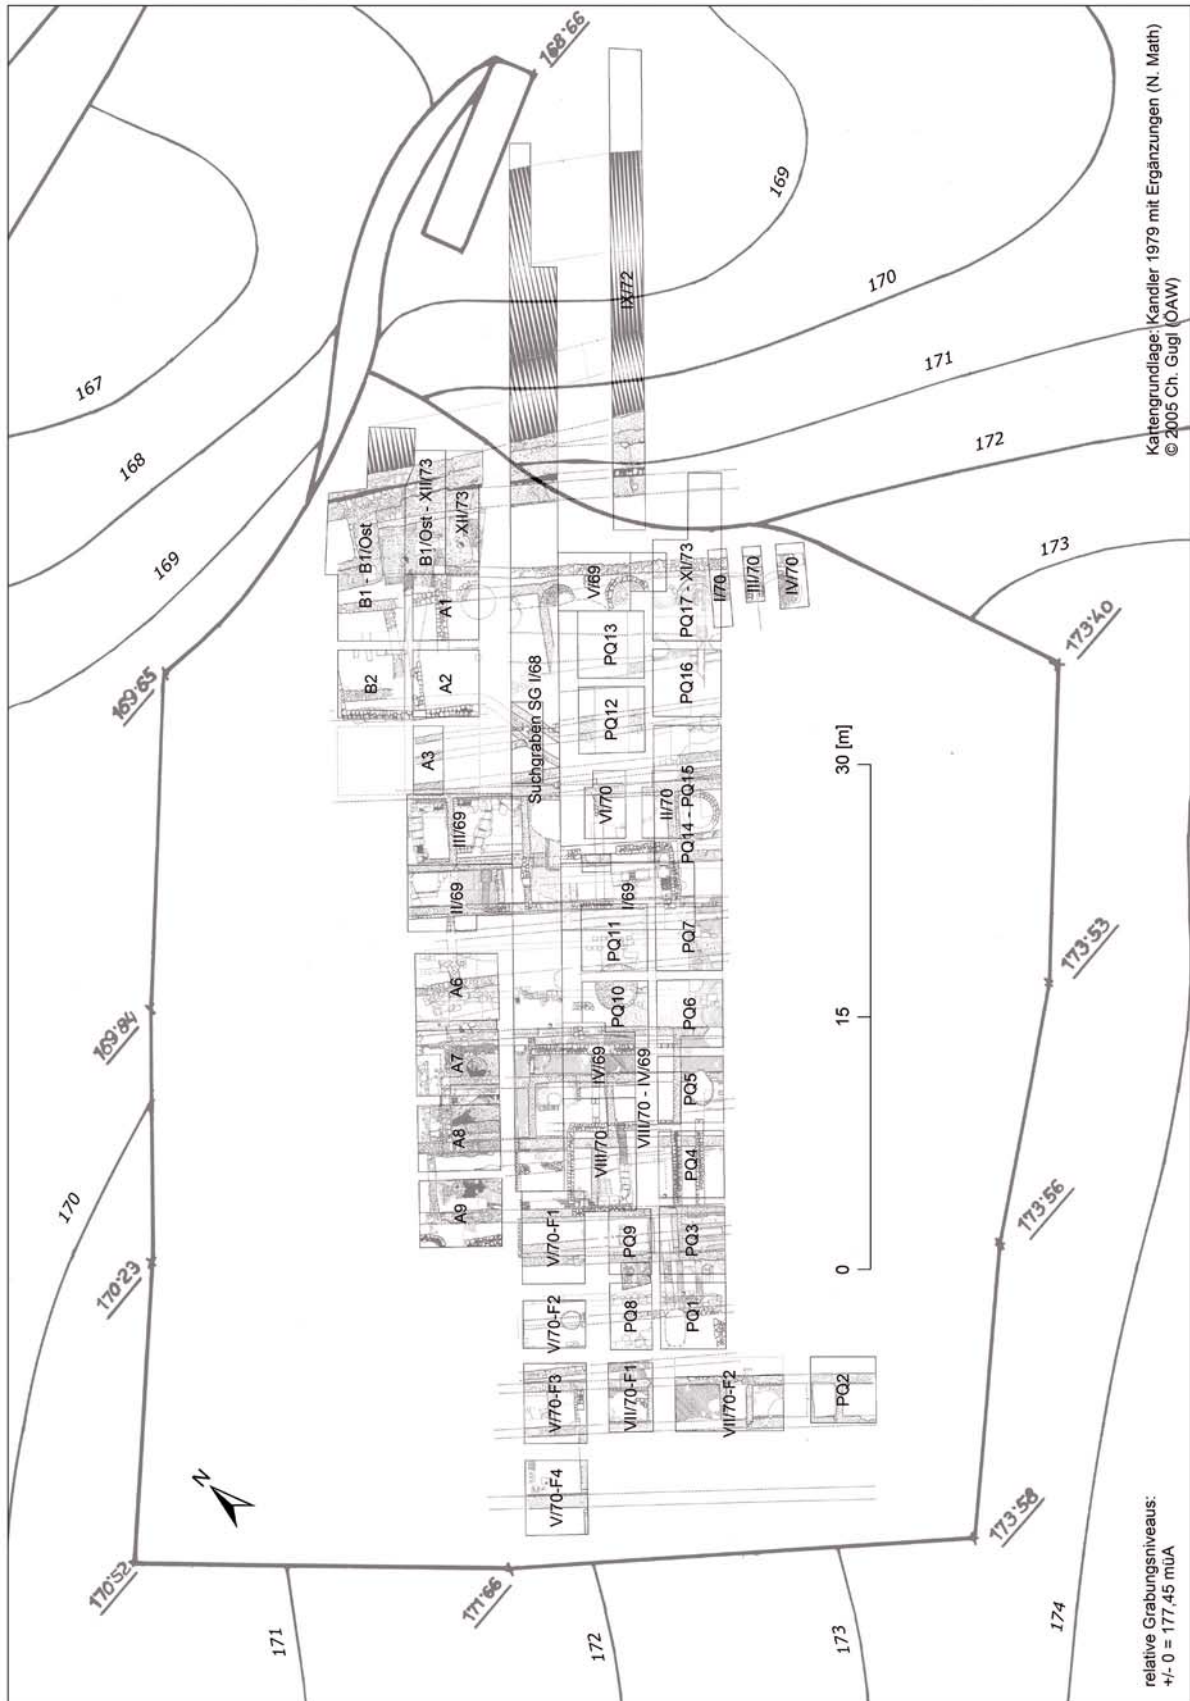 168'66
169
167
168
169
170
171
172
173
169'65
169'84
170'23
170'52
170
171
171'66
172
173
174
173'40
173'53
173'56
173'58
N
IX/72
B1 - B1/Ost
B1/Ost - XII/73
XII/73
A1
B2
A2
A3
Suchgraben SG I/68
V/69
PQ13
PQ12
PQ17 - XI/73
I/70
III/70
IV/70
PQ16
III/69
VI/70
II/70
PQ14 - PQ15
II/69
I/69
PQ11
PQ7
A6
PQ10
PQ6
A7
IV/69
VIII/70 - IV/69
PQ5
A8
VIII/70
PQ4
A9
V/70-F1
PQ9
PQ3
V/70-F2
PQ8
PQ1
V/70-F3
VII/70-F1
VII/70-F2
PQ2
V/70-F4
0
15
30 [m]
relative Grabungsniveaus:
+/- 0 = 177,45 müA
Kartengrundlage: Kandler 1979 mit Ergänzungen (N. Math)
© 2005 Ch. Gugl (ÖAW)